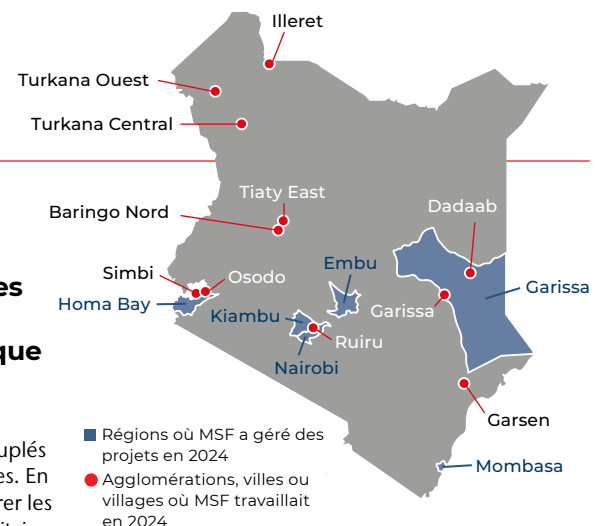 Illeret
Turkana Ouest
Turkana Central
Tiaty East
Dadaab
Baringo Nord
Embu
Simbi
Osodo
Garissa
Homa Bay
Kiambu
Garissa
Ruiru
Nairobi
Garsen
Mombasa
es
que
uplés
es. En
rer les
Régions où MSF a géré des
projets en 2024
Agglomérations, villes ou
villages où MSF travaillait
en 2024